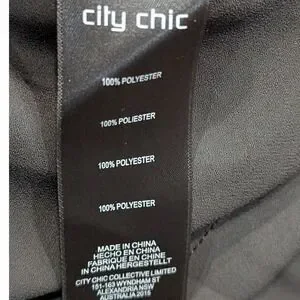 city chic
100% POLYESTER
100% POLIESTER
100% POLYESTER
100% POLYESTER
MADE IN CHINA
HECHO EN CHINA
FABRIQUE EN CHINE
IN CHINA HERGESTELLT
CITY CHIC COLLECTIVE LIMITED
151-163 WYNDHAM ST
ALEXANDRIA NSW
AUSTRALIA 2015